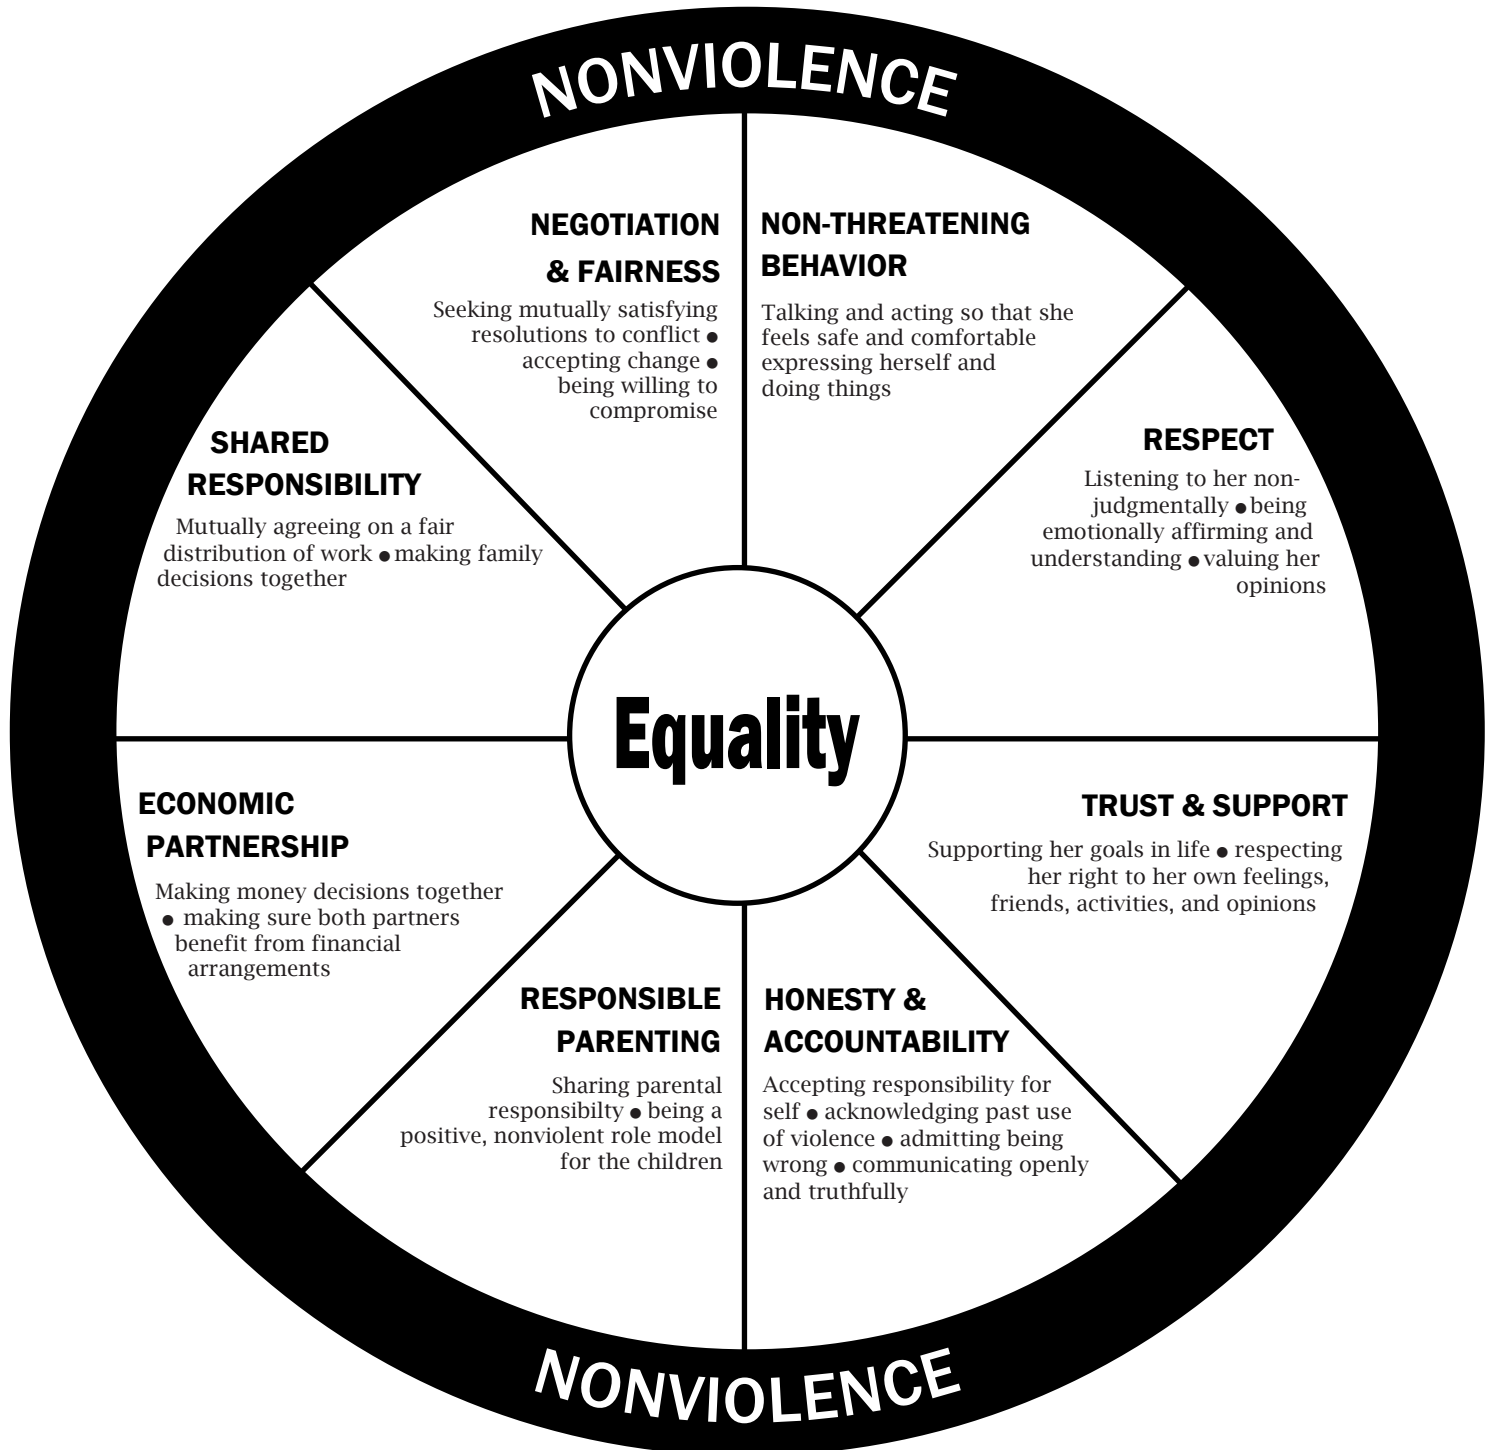 NONVIOLENCE
NEGOTIATION
& FAIRNESS
Seeking mutually satisfying
resolutions to conflict ●
accepting change ●
being willing to
compromise
NON-THREATENING
BEHAVIOR
Talking and acting so that she
feels safe and comfortable
expressing herself and
doing things
SHARED
RESPONSIBILITY
Mutually agreeing on a fair
distribution of work ● making family
decisions together
RESPECT
Listening to her non-
judgmentally ● being
emotionally affirming and
understanding ● valuing her
opinions
Equality
ECONOMIC
PARTNERSHIP
Making money decisions together
● making sure both partners
benefit from financial
arrangements
TRUST & SUPPORT
Supporting her goals in life ● respecting
her right to her own feelings,
friends, activities, and opinions
RESPONSIBLE
PARENTING
Sharing parental
responsibilty ● being a
positive, nonviolent role model
for the children
HONESTY &
ACCOUNTABILITY
Accepting responsibility for
self ● acknowledging past use
of violence ● admitting being
wrong ● communicating openly
and truthfully
NONVIOLENCE